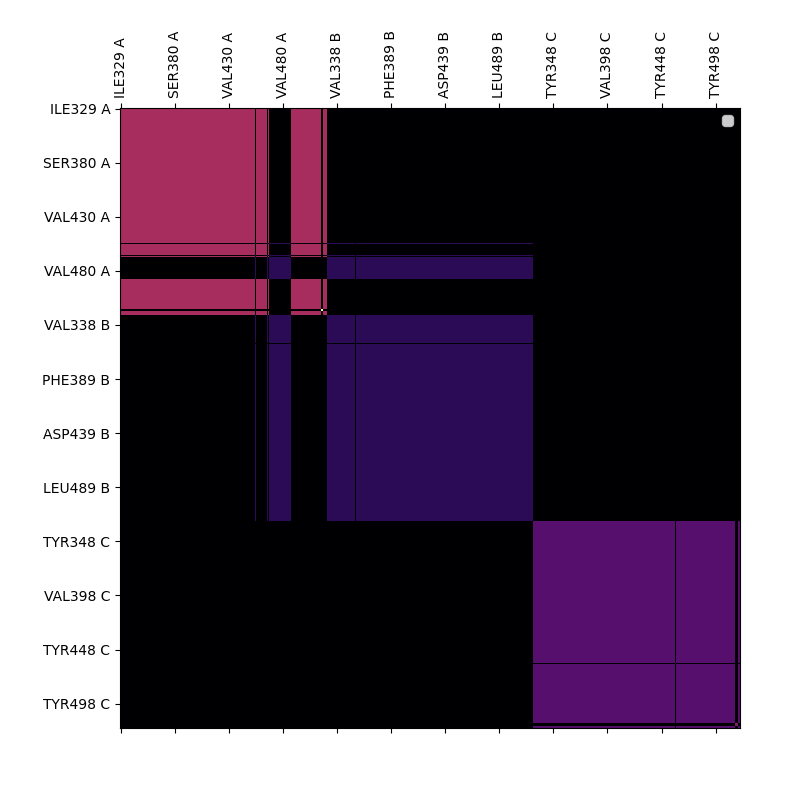 ILE329 A
SER380 A
VAL430 A
VAL480 A
VAL338 B
PHE389 B
ASP439 B
LEU489 B
TYR348 C
VAL398 C
TYR448 C
TYR498 C
ILE329 A
SER380 A
VAL430 A
VAL480 A
VAL338 B
PHE389 B
ASP439 B
LEU489 B
TYR348 C
VAL398 C
TYR448 C
TYR498 C